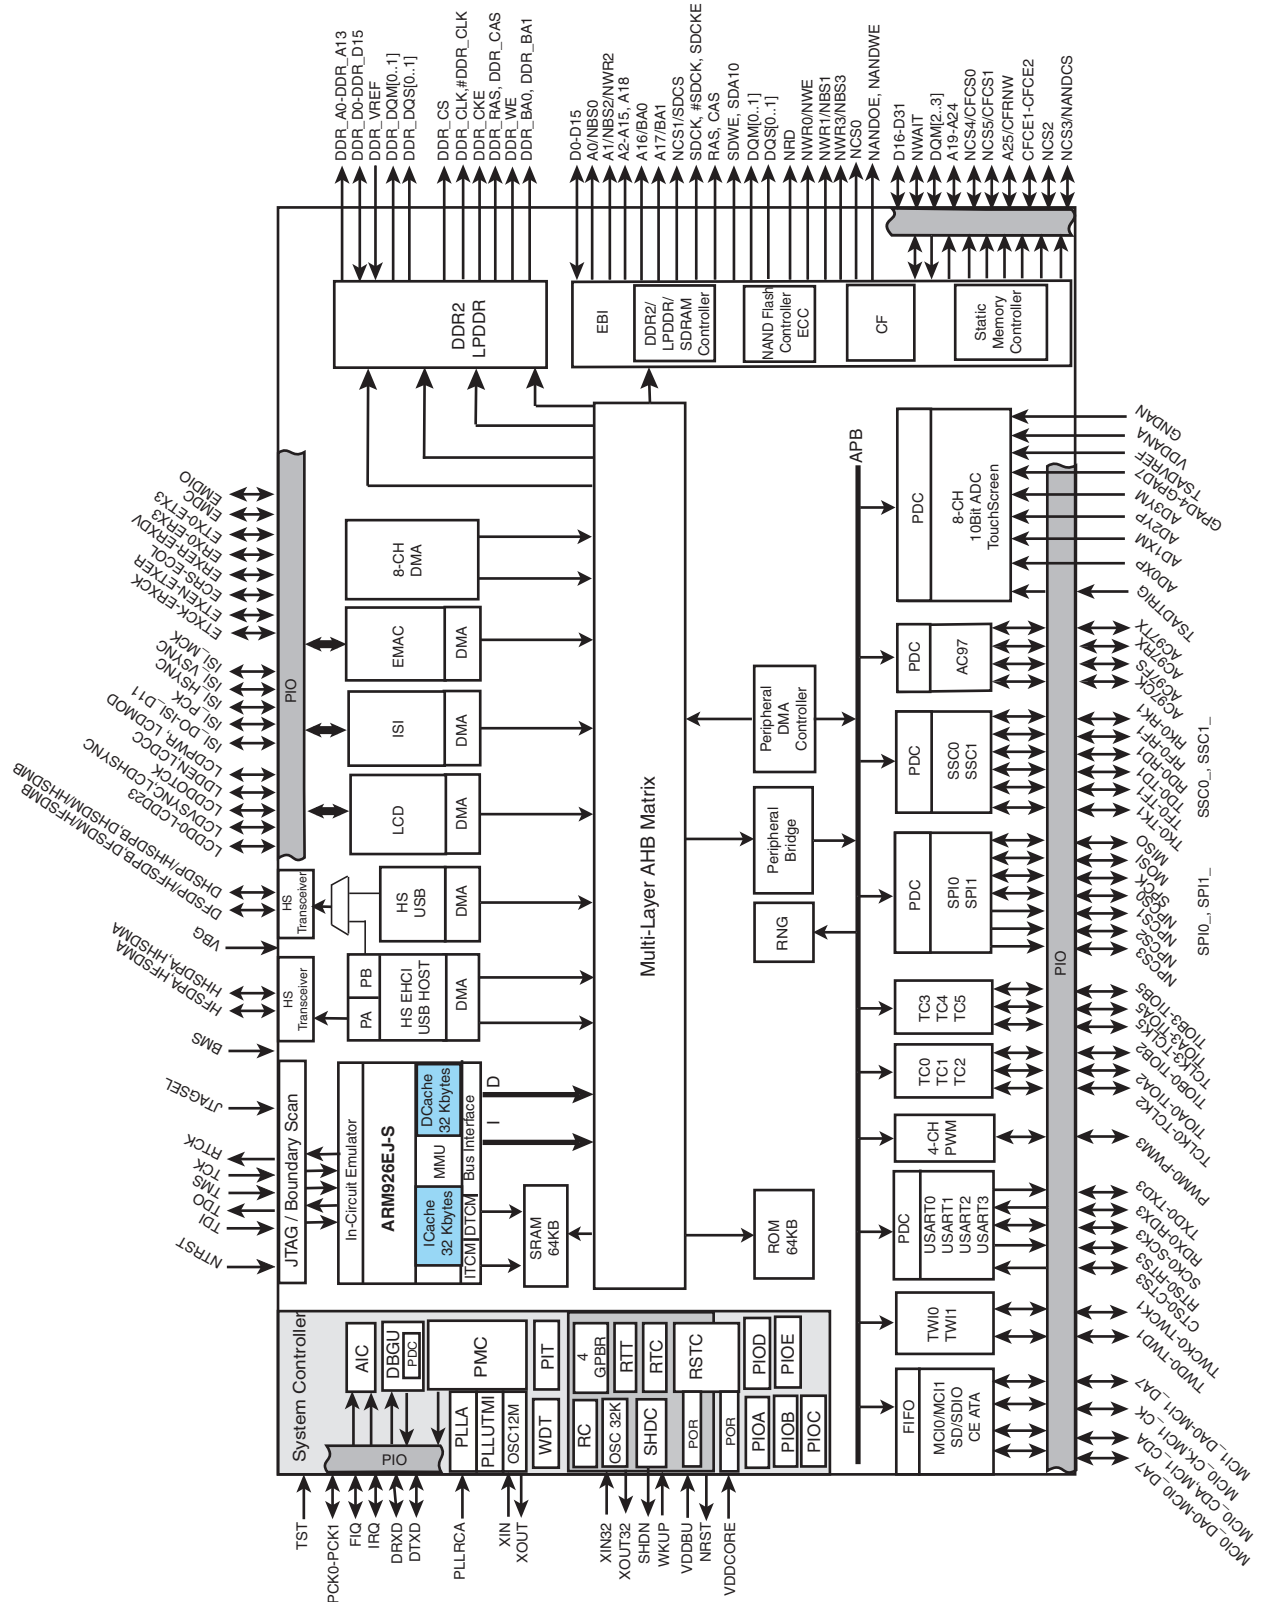 DDR_A0-DDR_A13
DDR_D0-DDR_D15
DDR_VREF
DDR_DQM[0..1]
DDR_DQS[0..1]
DDR_CS
DDR_CLK,#DDR_CLK
DDR_CKE
DDR_RAS, DDR_CAS
DDR_WE
DDR_BA0, DDR_BA1
D0-D15
A0/NBS0
A1/NBS2/NWR2
A2-A15, A18
A16/BA0
A17/BA1
NCS1/SDCS
SDCK, #SDCK, SDCKE
RAS, CAS
SDWE, SDA10
DQM[0..1]
DQS[0..1]
NRD
NWR0/NWE
NWR1/NBS1
NWR3/NBS3
NCS0
NANDOE, NANDWE
D16-D31
NWAIT
DQM[2..3]
A19-A24
NCS4/CFCS0
NCS5/CFCS1
A25/CFRNW
CFCE1-CFCE2
NCS2
NCS3/NANDCS
DDR2
LPDDR
EBI
DDR2/
LPDDR/
SDRAM
Controller
NAND Flash
Controller
ECC
CF
Static
Memory
Controller
EMDIO
EMDC
ETX0-ETX3
ERX0-ERX3
ERXER-ERXDV
ECRS-ECOL
ETXEN-ETXER
ETXCK-ERXCK
ISI_MCK
ISI_VSYNC
ISI_HSYNC
ISI_PCK
ISI_DO-ISI_D11
LCDPWR, LCDMOD
LCDDEN,LCDCC
LCDDOTCK
LCDVSYNC,LCDHSYNC
LCDD0-LCDD23
DHSDP/HHSDPB,DHSDM/HHSDMB
DFSDP/HFSDPB,DFSDM/HFSDMB
VBG
HHSDPA,HHSDMA
HFSDPA,HFSDMA
BMS
JTAGSEL
RTCK
TCK
TMS
TDO
TDI
NTRST
PIO
8-CH
DMA
EMAC
DMA
ISI
DMA
LCD
DMA
HS
Transceiver
HS
USB
DMA
HS
Transceiver
PA
PB
HS EHCI
USB HOST
DMA
JTAG / Boundary Scan
In-Circuit Emulator
ARM926EJ-S
ICache
32 Kbytes
MMU
DCache
32 Kbytes
ITCM
DTCM
Bus Interface
I
D
SRAM
64KB
Multi-Layer AHB Matrix
Peripheral
DMA
Controller
Peripheral
Bridge
RNG
ROM
64KB
APB
PDC
8-CH
10Bit ADC
TouchScreen
PDC
AC97
PDC
SSC0
SSC1
PDC
SPI0
SPI1
TC3
TC4
TC5
TC0
TC1
TC2
4-CH
PWM
PDC
USART0
USART1
USART2
USART3
TWI0
TWI1
FIFO
MCI0/MCI1
SD/SDIO
CE ATA
PIO
GNDAN
VDDANA
TSADVREF
GPAD4-GPAD7
AD3YM
AD2YP
AD1XM
AD0XP
TSADTRIG
AC97TX
AC97RX
AC97FS
AC97CK
RK0-RK1
RF0-RF1
RD0-RD1
TD0-TD1
TF0-TF1
TK0-TK1
SSC0_, SSC1_
MISO
MOSI
SPCK
NPCS0
NPCS1
NPCS2
NPCS3
SPI0_, SPI1_
TIOB3-TIOB5
TIOA3-TIOA5
TCLK3-TCLK5
TIOB0-TIOB2
TIOA0-TIOA2
TCLK0-TCLK2
PWM0-PWM3
TXD0-TXD3
RDX0-RDX3
SCK0-SCK3
RTS0-RTS3
CTS0-CTS3
TWCK0-TWCK1
TWD0-TWD1
MCI1_DA0-MCI1_DA7
MCI0_CK,MCI1_CK
MCI0_CDA,MCI1_CDA
MCI0_DA0-MCI0_DA7
System Controller
AIC
DBGU
PDC
PMC
PIT
4
GPBR
RTT
RTC
RSTC
PIOD
PIOE
PIO
PLLA
PLLUTMI
OSC12M
WDT
RC
OSC 32K
SHDC
POR
POR
PIOA
PIOB
PIOC
TST
PCK0-PCK1
FIQ
IRQ
DRXD
DTXD
PLLRCA
XIN
XOUT
XIN32
XOUT32
SHDN
WKUP
VDDBU
NRST
VDDCORE